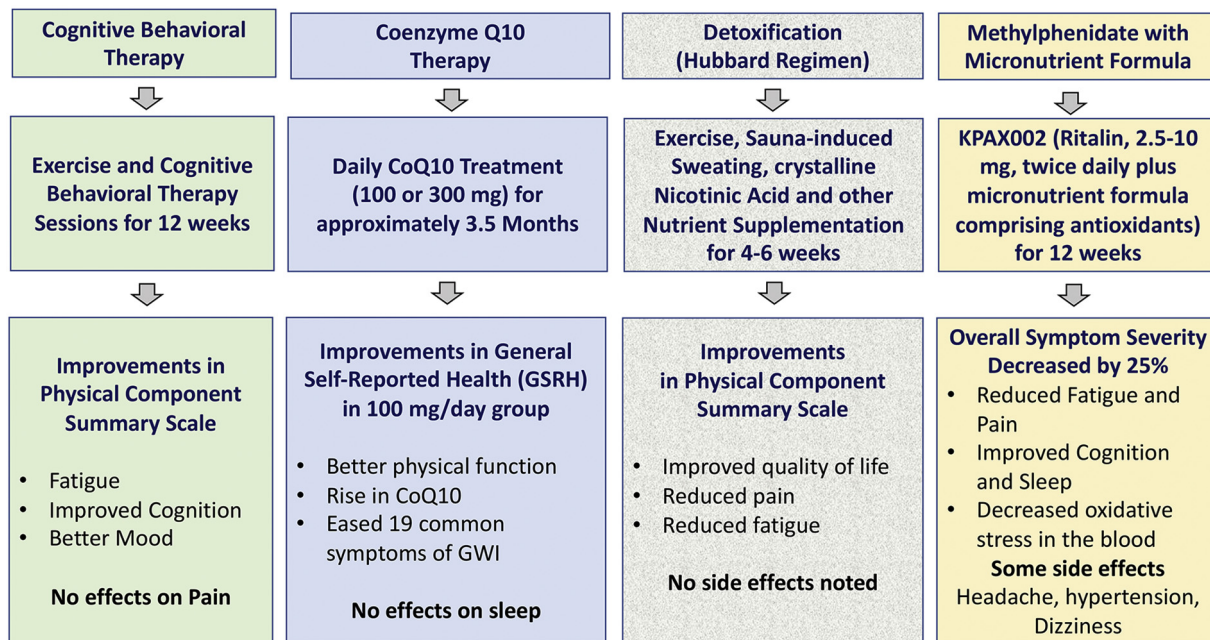 Cognitive Behavioral
Therapy
Exercise and Cognitive
Behavioral Therapy
Sessions for 12 weeks
Improvements in
Physical Component
Summary Scale
• Fatigue
• Improved Cognition
• Better Mood
No effects on Pain
Coenzyme Q10
Therapy
Daily CoQ10 Treatment
(100 or 300 mg) for
approximately 3.5 Months
Improvements in General
Self-Reported Health (GSRH)
in 100 mg/day group
• Better physical function
• Rise in CoQ10
• Eased 19 common
symptoms of GWI
No effects on sleep
Detoxification
(Hubbard Regimen)
Exercise, Sauna-induced
Sweating, crystalline
Nicotinic Acid and other
Nutrient Supplementation
for 4-6 weeks
Improvements
in Physical Component
Summary Scale
• Improved quality of life
• Reduced pain
• Reduced fatigue
No side effects noted
Methylphenidate with
Micronutrient Formula
KPAX002 (Ritalin, 2.5-10
mg, twice daily plus
micronutrient formula
comprising antioxidants)
for 12 weeks
Overall Symptom Severity
Decreased by 25%
• Reduced Fatigue and
Pain
• Improved Cognition
and Sleep
• Decreased oxidative
stress in the blood
Some side effects
Headache, hypertension,
Dizziness